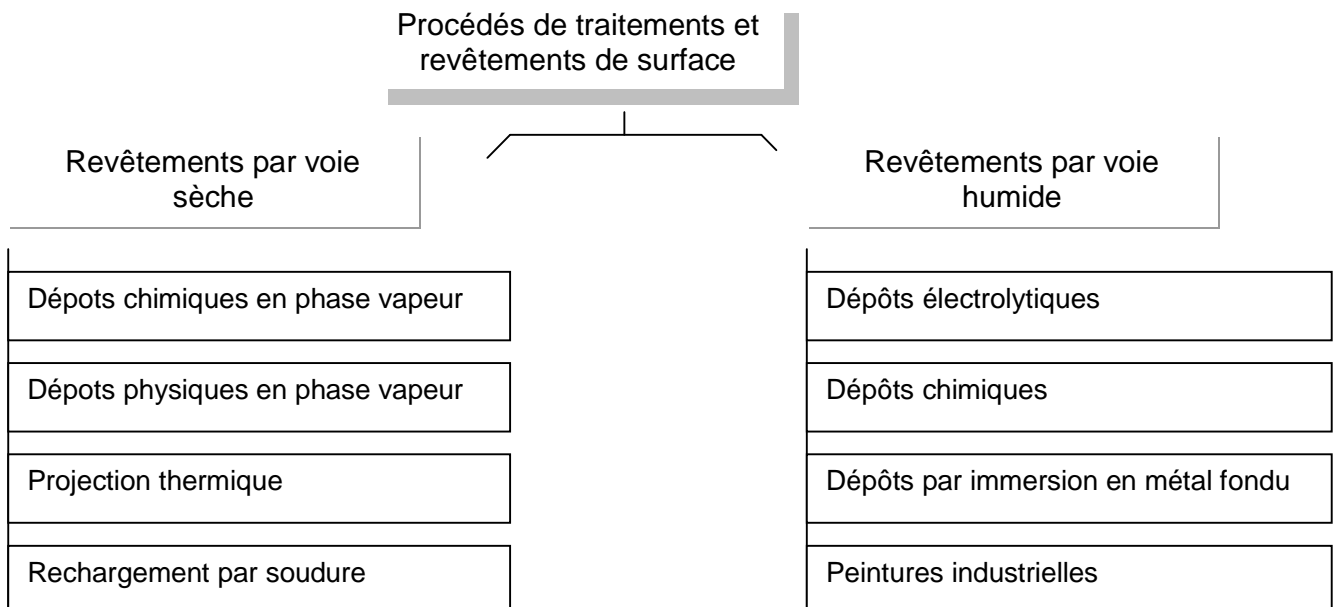 Procédés de traitements et
revêtements de surface
Revêtements par voie
sèche
Dépots chimiques en phase vapeur
Dépots physiques en phase vapeur
Projection thermique
Rechargement par soudure
Revêtements par voie
humide
Dépôts électrolytiques
Dépôts chimiques
Dépôts par immersion en métal fondu
Peintures industrielles